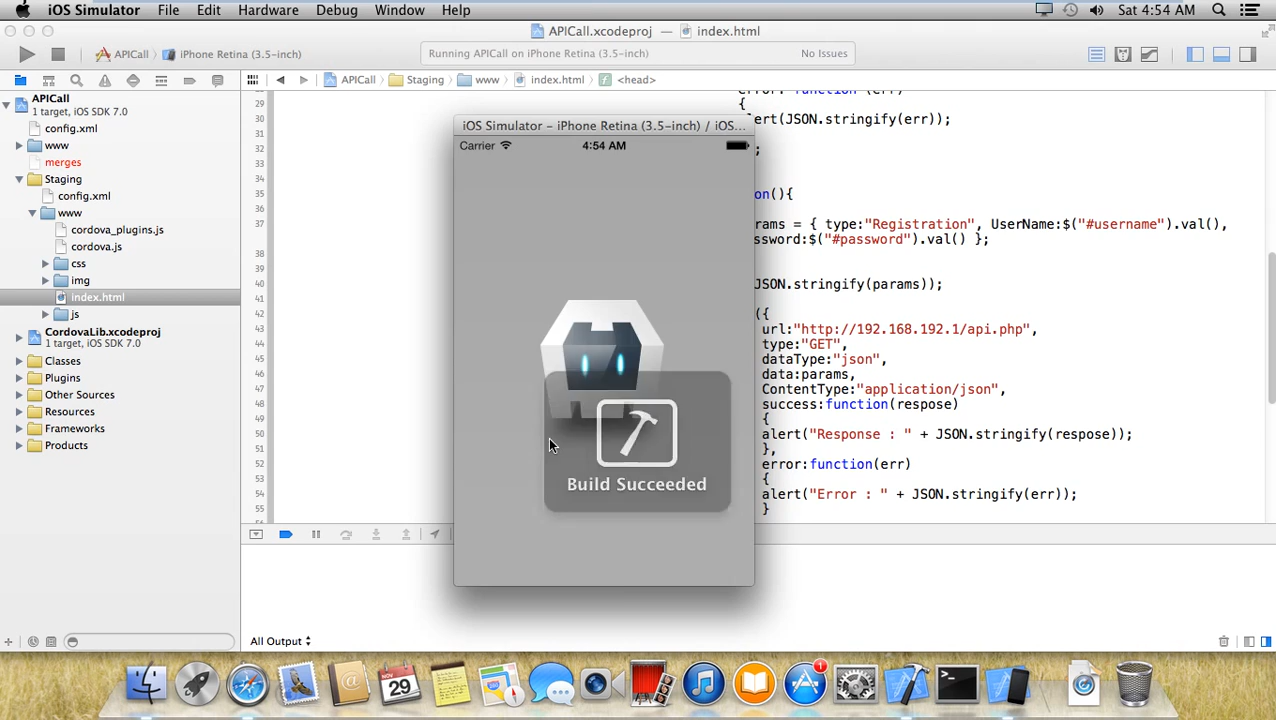 iOS Simulator File Edit Hardware Debug Window Help Sat 4:54 AM
APICall.xcodeproj — index.html
APICall iPhone Retina (3.5-inch) Running APICall on iPhone Retina (3.5-inch) No Issues
APICall Staging www index.html <head>
APICall
1 target, iOS SDK 7.0
config.xml
www
merges
Staging
config.xml
www
cordova_plugins.js
cordova.js
css
img
index.html
js
CordovaLib.xcodeproj
1 target, iOS SDK 7.0
Classes
Plugins
Other Sources
Resources
Frameworks
Products
iOS Simulator – iPhone Retina (3.5-inch) / iOS...
Carrier 4:54 AM
Build Succeeded
28 error: function (err)
29 {
30 lert(JSON.stringify(err));
31
32 ;
33
34
35 on(){
36
37 rams = { type:"Registration", UserName:$("#username").val(),
ssword:$("#password").val() };
38
39
40
41 JSON.stringify(params));
42 ({
43 url:"http://192.168.192.1/api.php",
44 type:"GET",
45 dataType:"json",
46 data:params,
47 ContentType:"application/json",
48 success:function(respose)
49 {
50 alert("Response : " + JSON.stringify(respose));
51 },
52 error:function(err)
53 {
54 alert("Error : " + JSON.stringify(err));
55 }
All Output
NOV
29
1